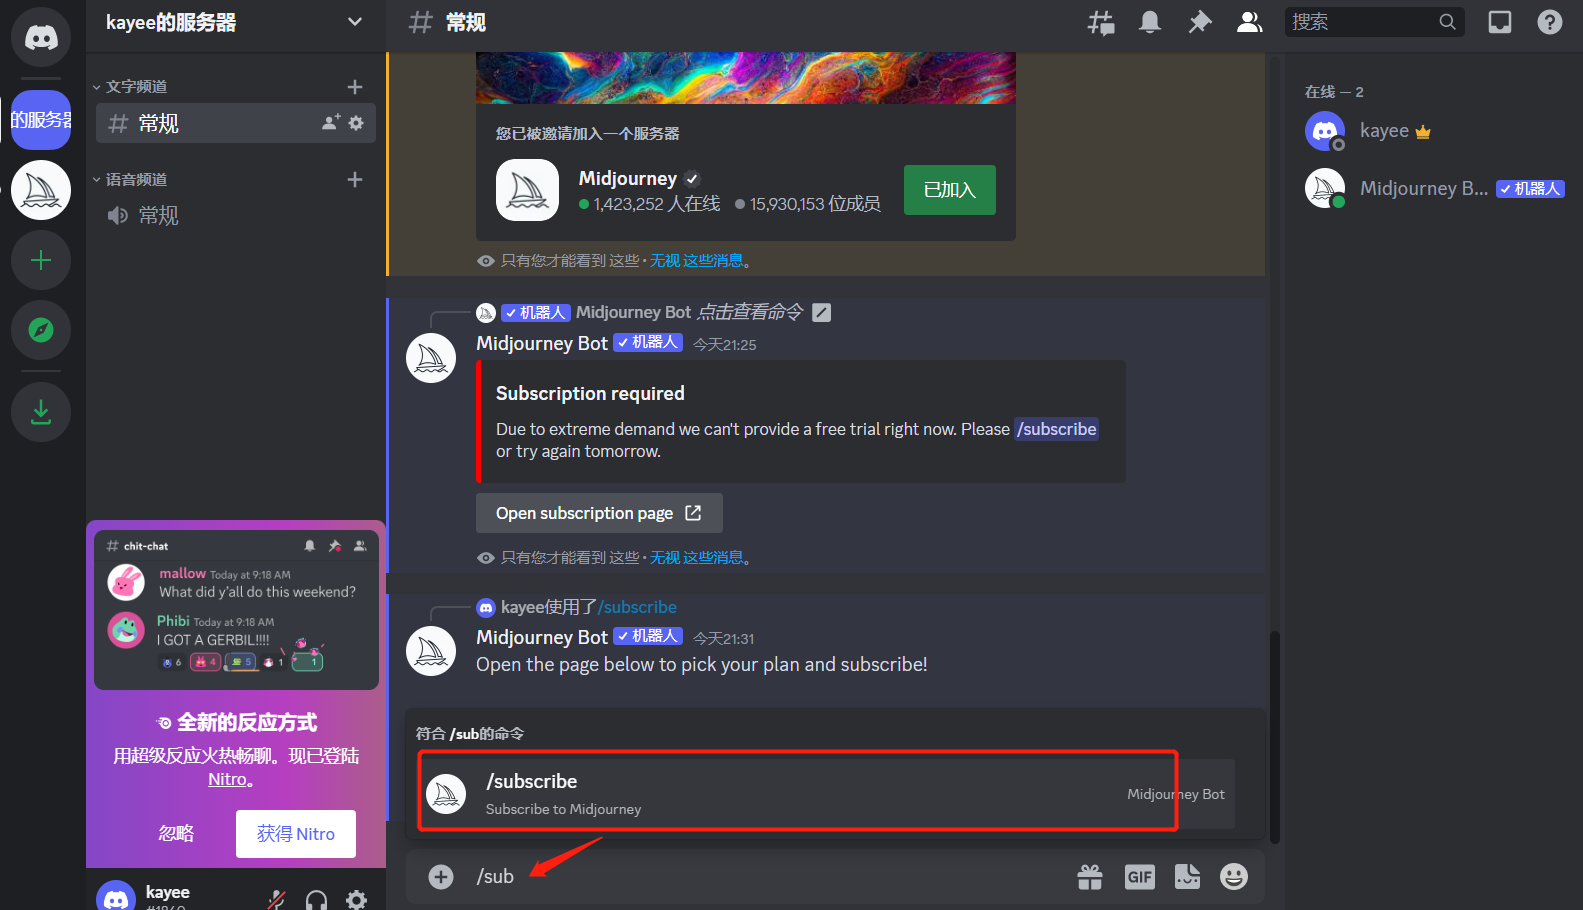 kayee的服务器
常规
搜索
的服务器
文字频道
常规
语音频道
常规
您已被邀请加入一个服务器
Midjourney
1,423,252 人在线 15,930,153 位成员
已加入
只有您才能看到 这些 · 无视 这些消息。
机器人 Midjourney Bot 点击查看命令
Midjourney Bot 机器人 今天21:25
Subscription required
Due to extreme demand we can't provide a free trial right now. Please /subscribe
or try again tomorrow.
Open subscription page
只有您才能看到 这些 · 无视 这些消息。
kayee使用了/subscribe
Midjourney Bot 机器人 今天21:31
Open the page below to pick your plan and subscribe!
符合 /sub的命令
/subscribe
Subscribe to Midjourney
Midjourney Bot
/sub
GIF
在线 — 2
kayee
Midjourney B... 机器人
chit-chat
mallow Today at 9:18 AM
What did y'all do this weekend?
Phibi Today at 9:18 AM
I GOT A GERBIL!!!!
6 4 5 1 1
全新的反应方式
用超级反应火热畅聊。现已登陆
Nitro。
忽略
获得 Nitro
kayee